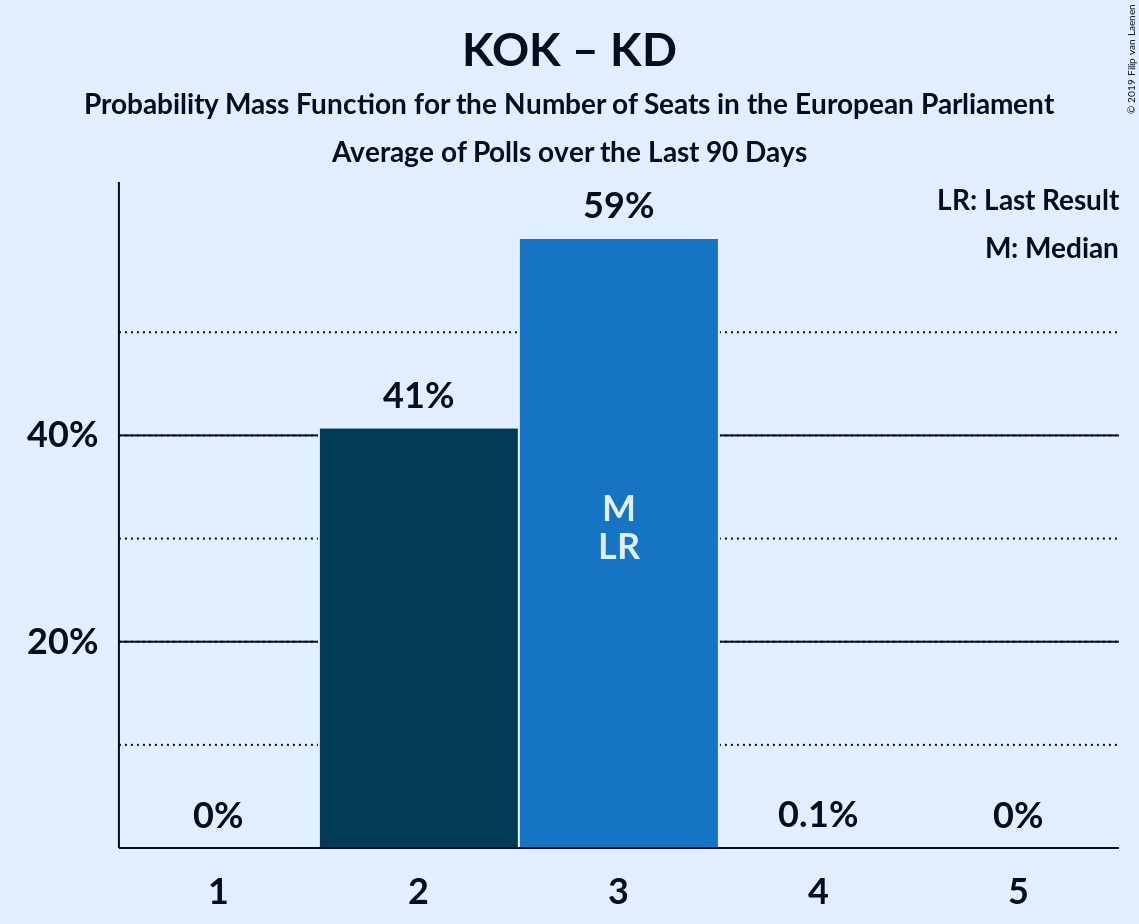 KOK – KD
Probability Mass Function for the Number of Seats in the European Parliament
Average of Polls over the Last 90 Days
© 2019 Filip van Laenen
LR: Last Result
M: Median
59%
41%
40%
M
LR
20%
0%
0.1%
0%
1 2 3 4 5